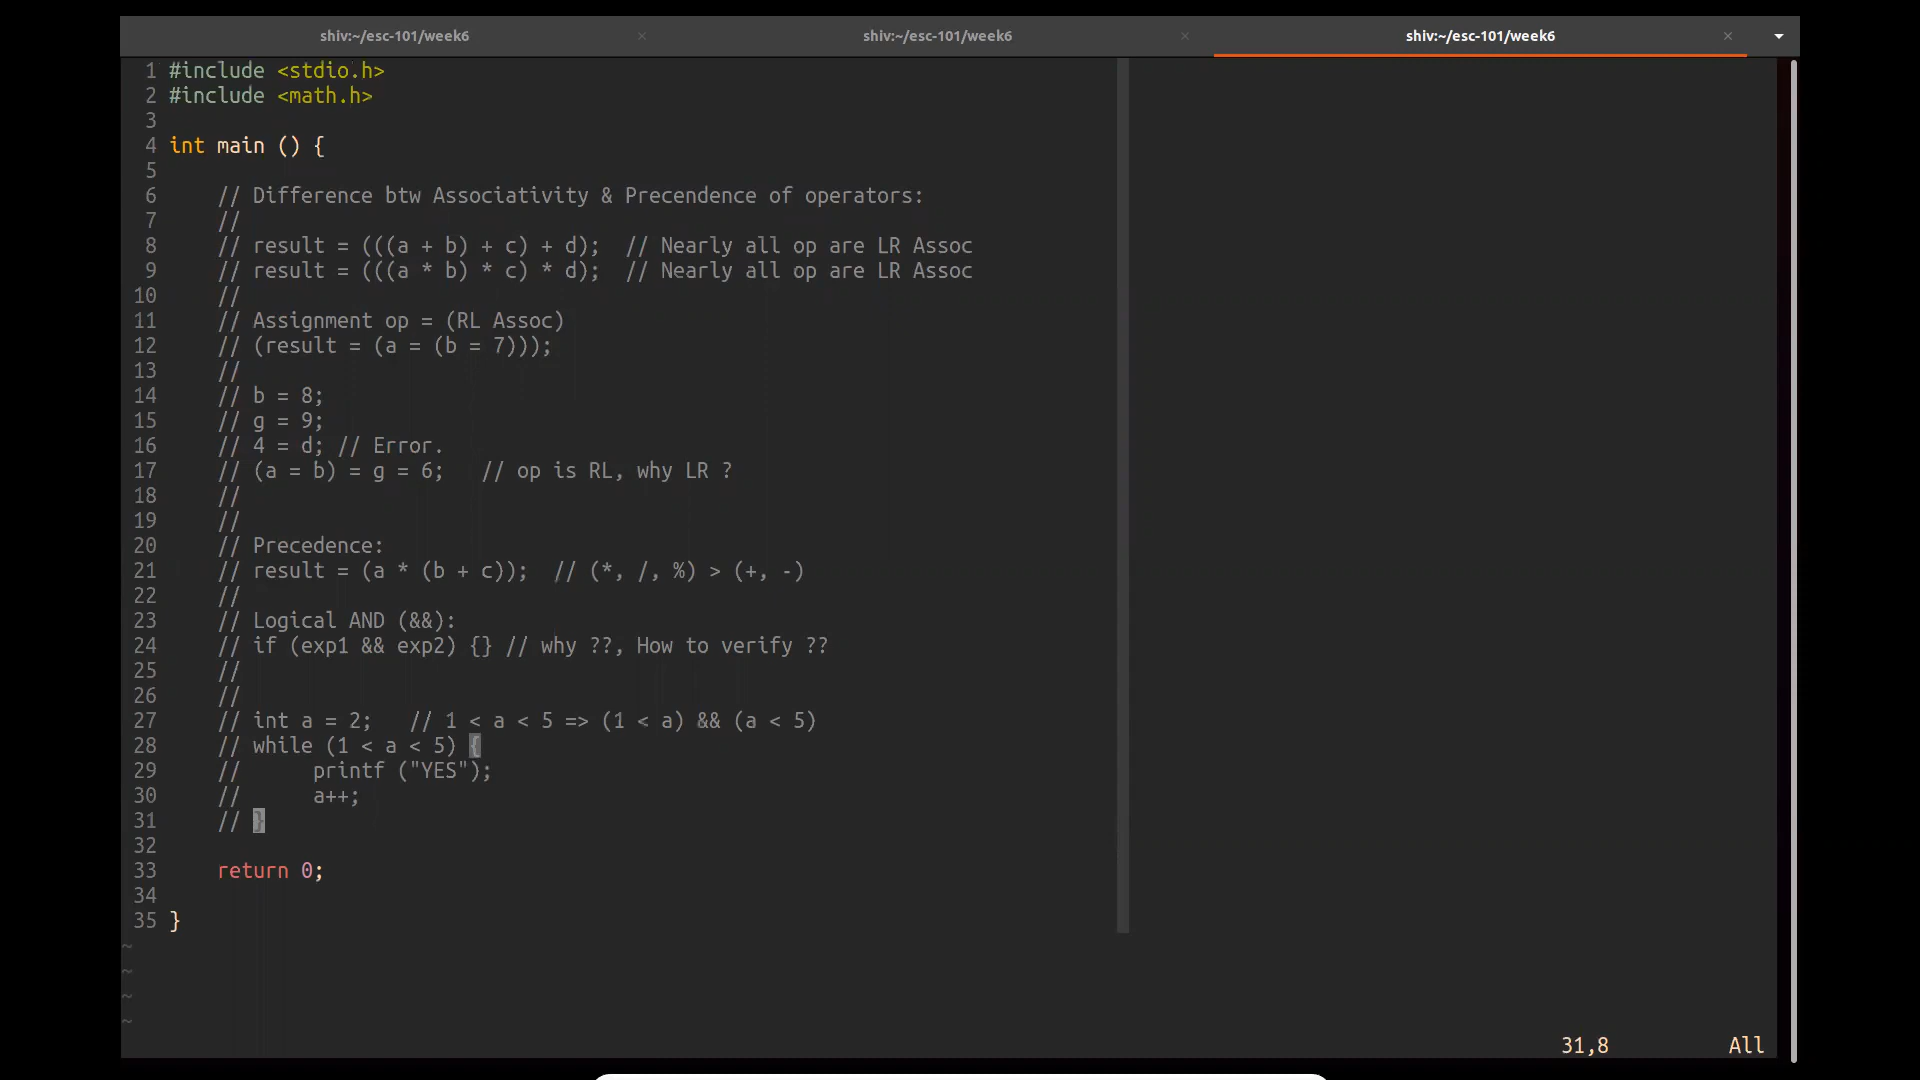 shiv:~/esc-101/week6 × shiv:~/esc-101/week6 × shiv:~/esc-101/week6 ×
1 #include <stdio.h>
2 #include <math.h>
3
4 int main () {
5
6 // Difference btw Associativity & Precendence of operators:
7 //
8 // result = (((a + b) + c) + d); // Nearly all op are LR Assoc
9 // result = (((a * b) * c) * d); // Nearly all op are LR Assoc
10 //
11 // Assignment op = (RL Assoc)
12 // (result = (a = (b = 7)));
13 //
14 // b = 8;
15 // g = 9;
16 // 4 = d; // Error.
17 // (a = b) = g = 6; // op is RL, why LR ?
18 //
19 //
20 // Precedence:
21 // result = (a * (b + c)); // (*, /, %) > (+, -)
22 //
23 // Logical AND (&&):
24 // if (exp1 && exp2) {} // why ??, How to verify ??
25 //
26 //
27 // int a = 2; // 1 < a < 5 => (1 < a) && (a < 5)
28 // while (1 < a < 5) {
29 // printf ("YES");
30 // a++;
31 // }
32
33 return 0;
34
35 }
~
~
~
~
31,8 All